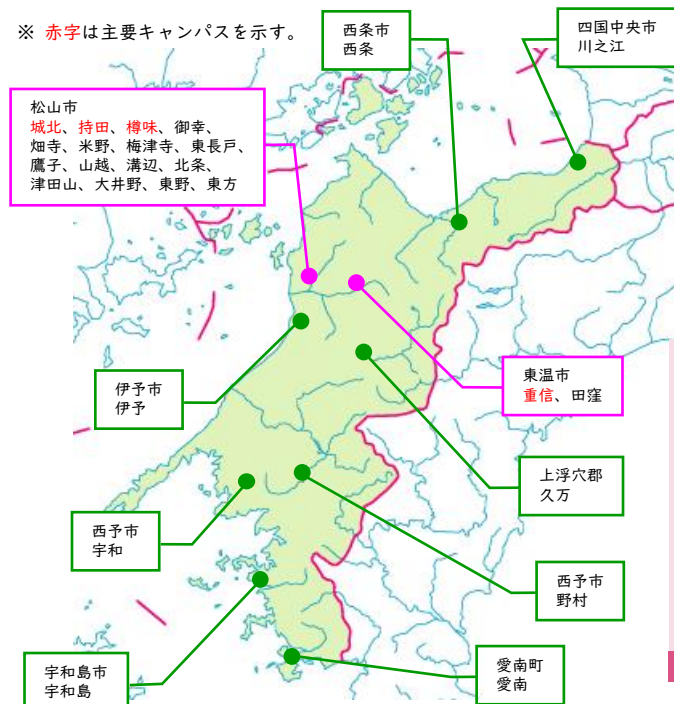 ※ 赤字は主要キャンパスを示す。
西条市
西条
四国中央市
川之江
松山市
城北、持田、樽味、御幸、
畑寺、米野、梅津寺、東長戸、
鷹子、山越、溝辺、北条、
津田山、大井野、東野、東方
伊予市
伊予
東温市
重信、田窪
上浮穴郡
久万
西予市
宇和
西予市
野村
宇和島市
宇和島
愛南町
愛南